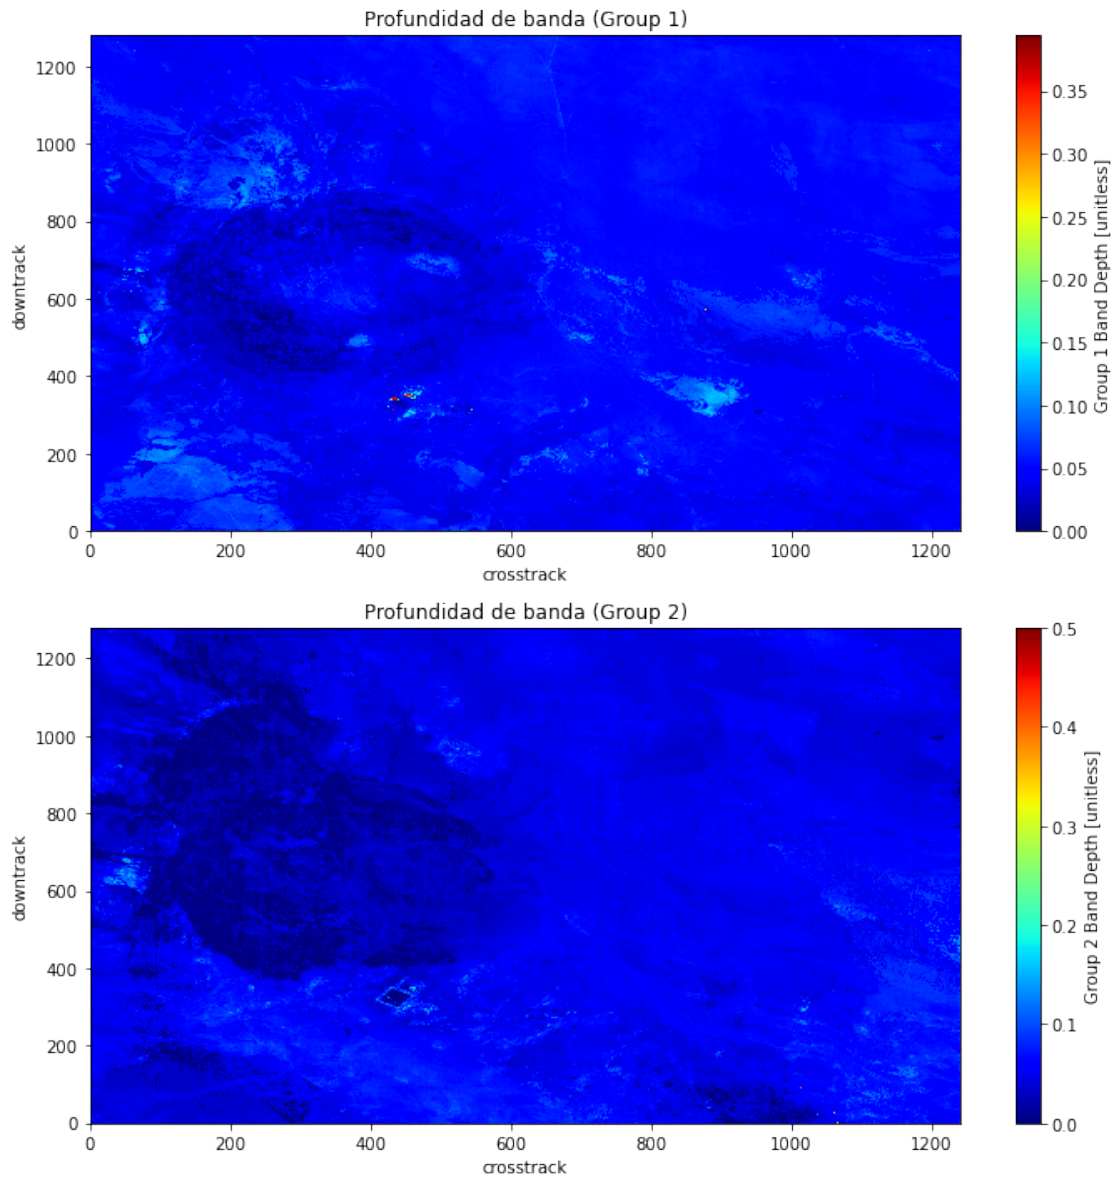 Profundidad de banda (Group 1)
1200
1000
800
600
400
200
0
downtrack
0 200 400 600 800 1000 1200
crosstrack
0.35
0.30
0.25
0.20
0.15
0.10
0.05
0.00
Group 1 Band Depth [unitless]
Profundidad de banda (Group 2)
1200
1000
800
600
400
200
0
downtrack
0 200 400 600 800 1000 1200
crosstrack
0.5
0.4
0.3
0.2
0.1
0.0
Group 2 Band Depth [unitless]